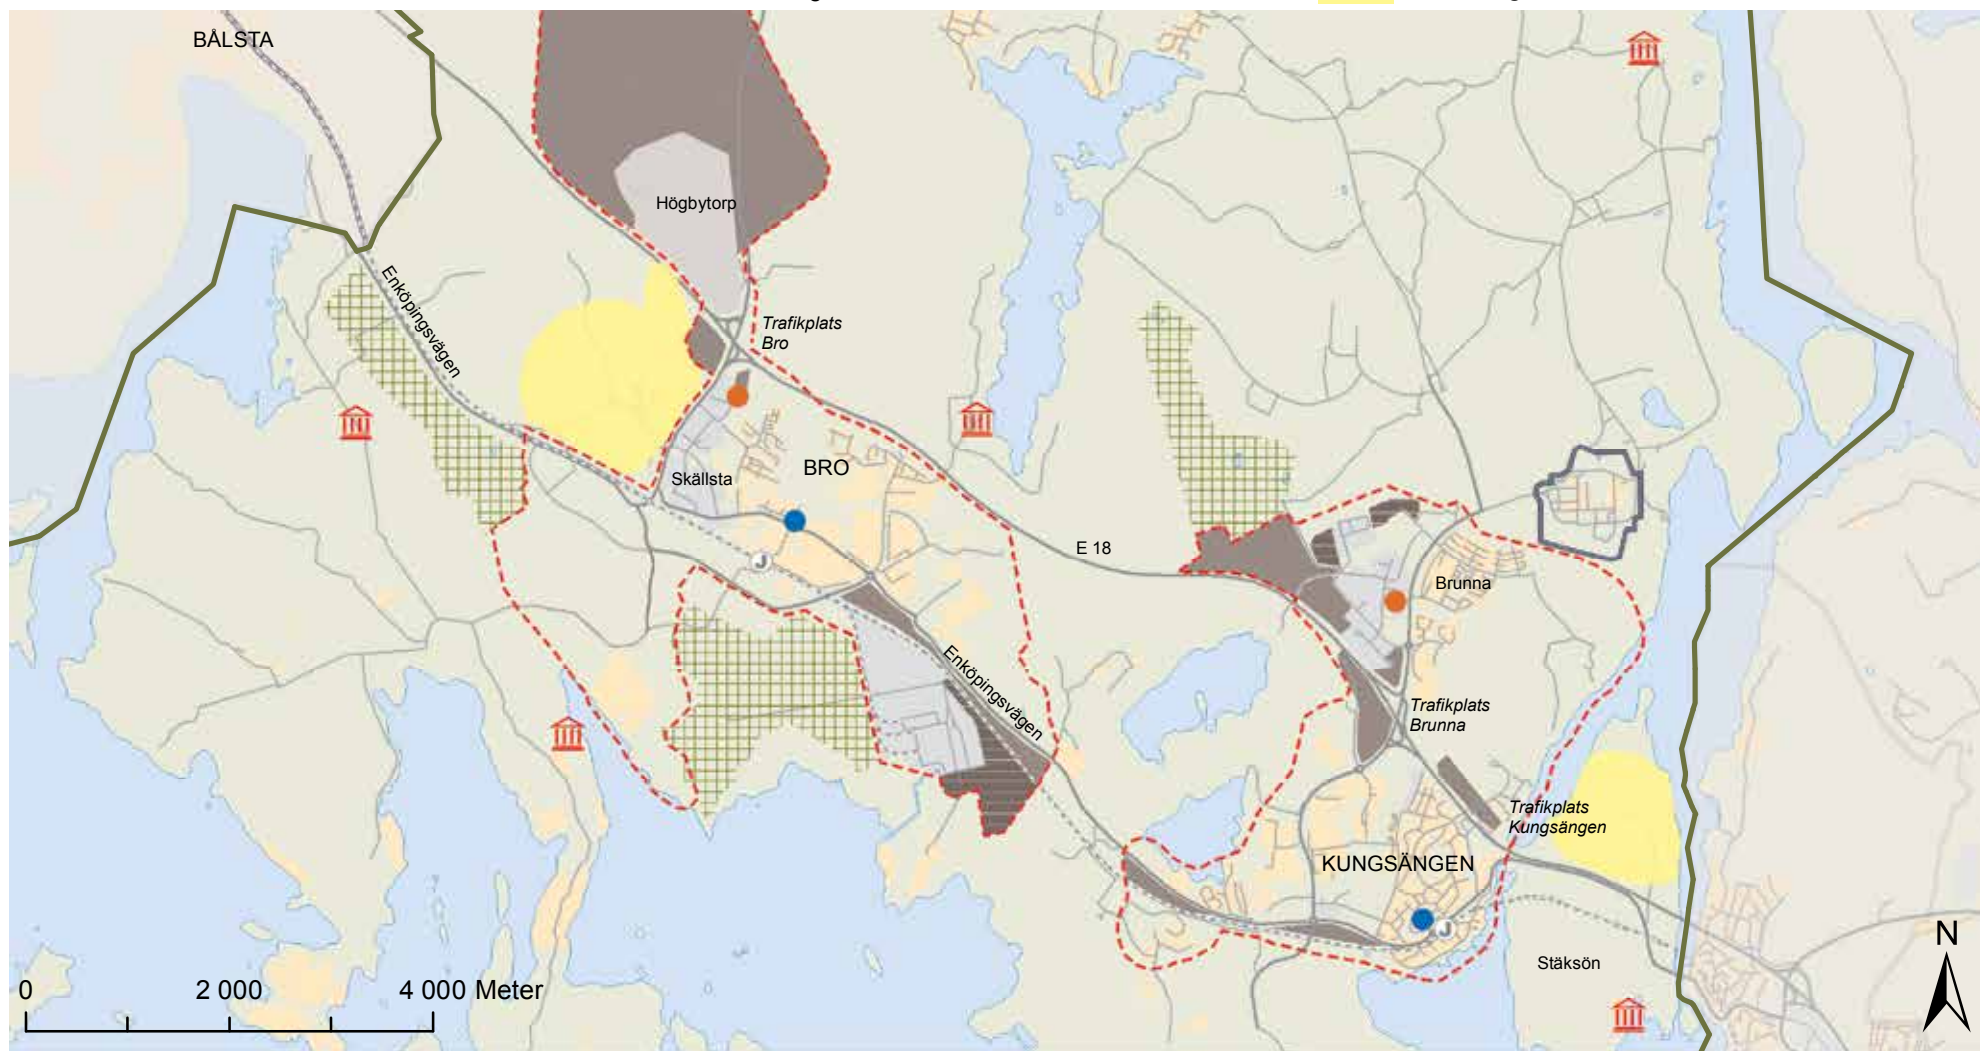 BÅLSTA
Högbytorp
Enköpingsvägen
Trafikplats
Bro
BRO
Skällsta
J
E 18
Brunna
Enköpingsvägen
Trafikplats
Brunna
Trafikplats
Kungsängen
KUNGSÄNGEN
J
Stäksön
N
0 2 000 4 000 Meter